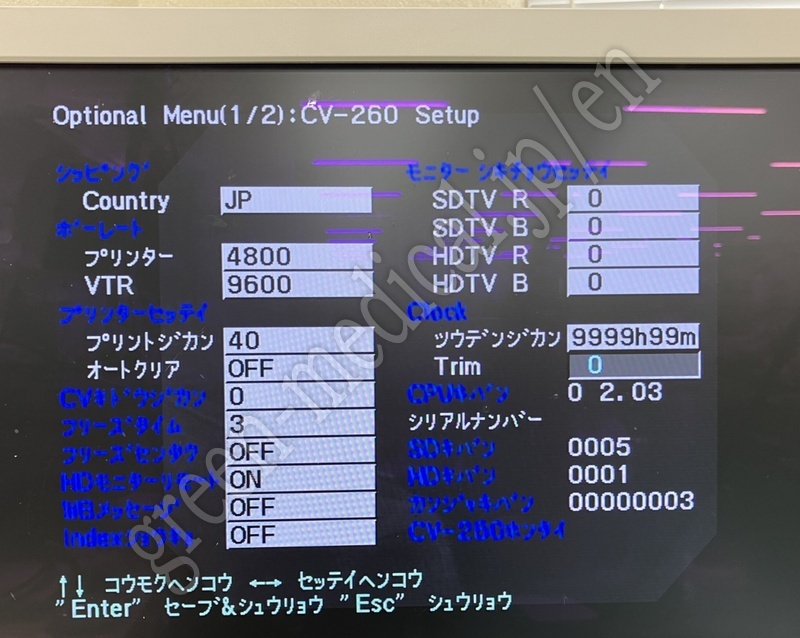 Optional Menu(1/2):CV-260 Setup
シッピング
Country JP
ボーレート
プリンター 4800
VTR 9600
プリンターセッテイ
プリントジカン 40
オートクリア OFF
CVキドウジカン 0
フリーズタイム 3
フリーズセンタク OFF
HDモニターリモート ON
WBメッセージ OFF
Index OFF
モニター シキチョウセッテイ
SDTV R 0
SDTV B 0
HDTV R 0
HDTV B 0
Clock
ツウデンジカン 9999h99m
Trim 0
CPUキバン 0 2.03
シリアルナンバー
SDキバン 0005
HDキバン 0001
カンジャキバン 00000003
CV-260ホンタイ
↑↓ コウモクヘンコウ ←→ セッテイヘンコウ
"Enter" セーブ&シュウリョウ "Esc" シュウリョウ
green-medical.jp/en